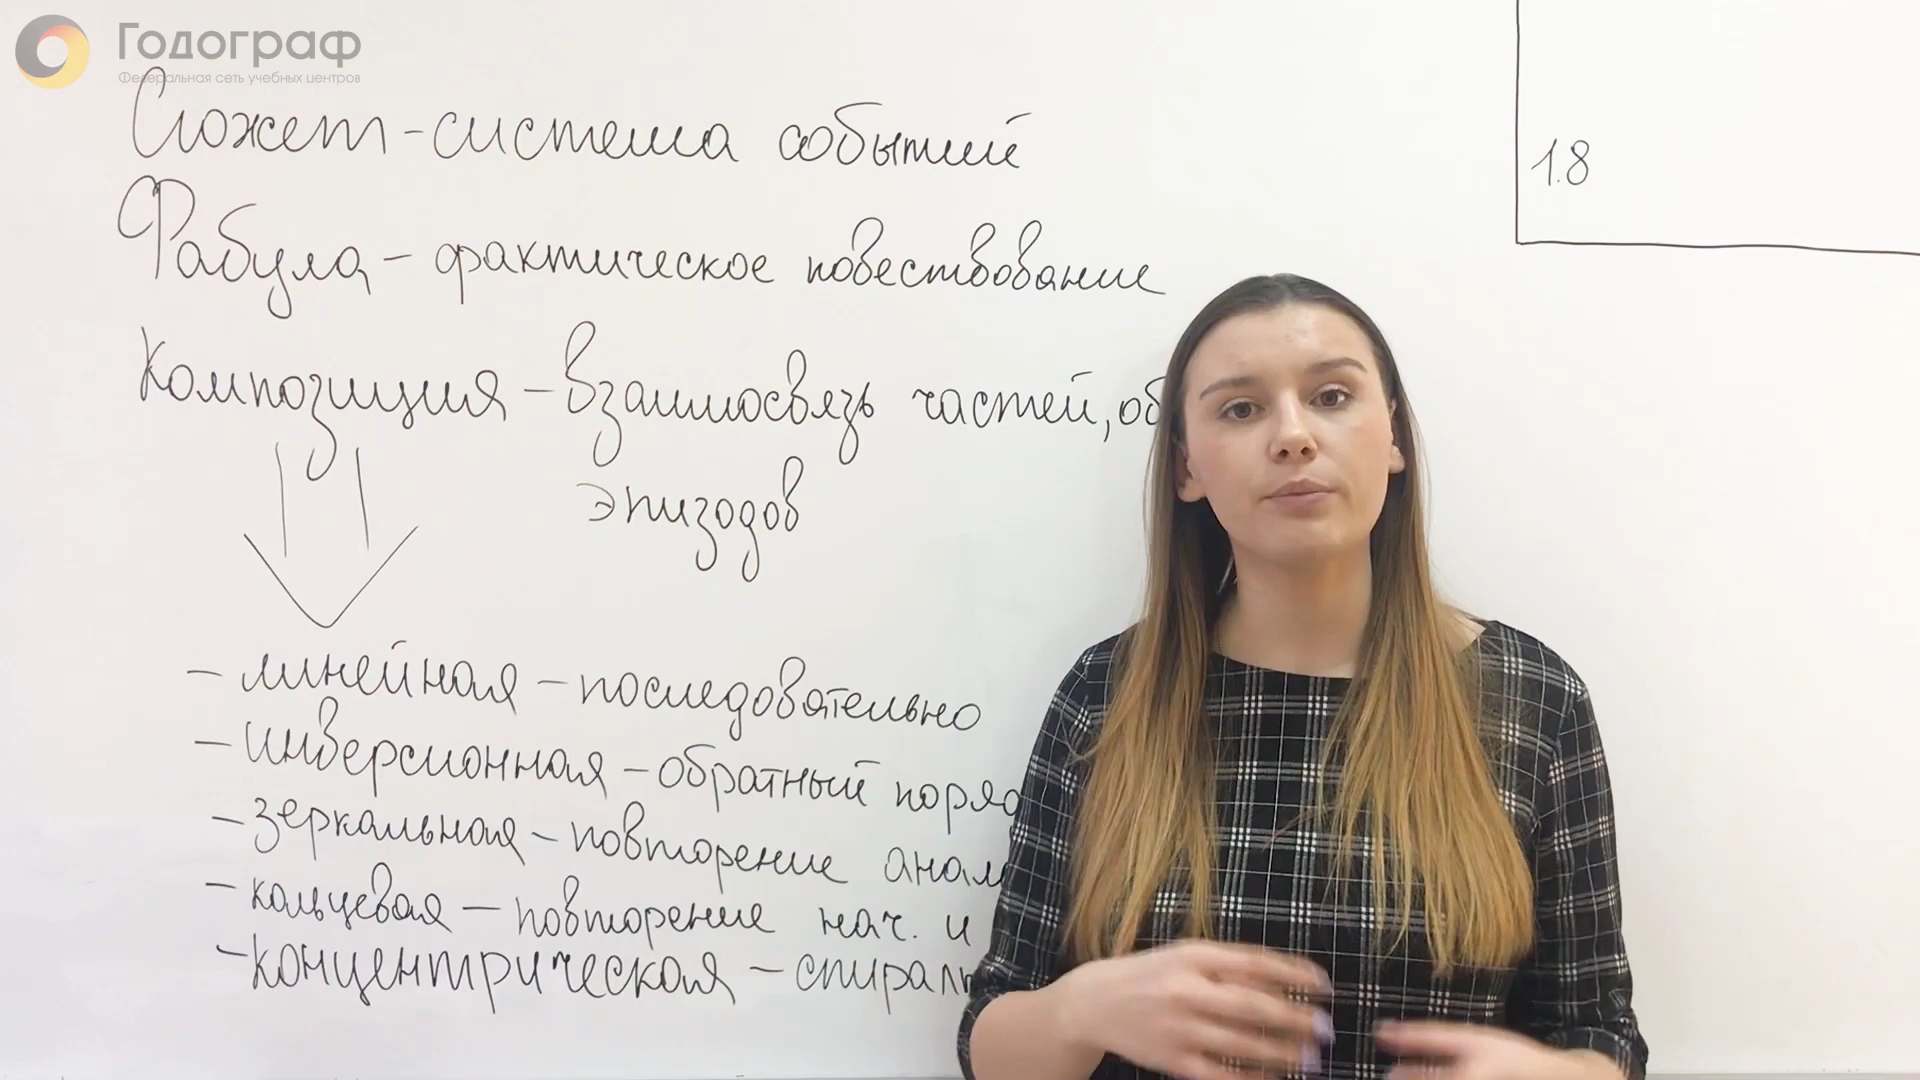 Годограф
Федеральная сеть учебных центров
Сюжет - система событий
1.8
Фабула - фактическое повествование
Композиция - взаимосвязь частей,
эпизодов
- линейная - последовательно
- инверсионная - обратный
- зеркальная - повторение
- кольцевая - повторение нач. и
- концентрическая -